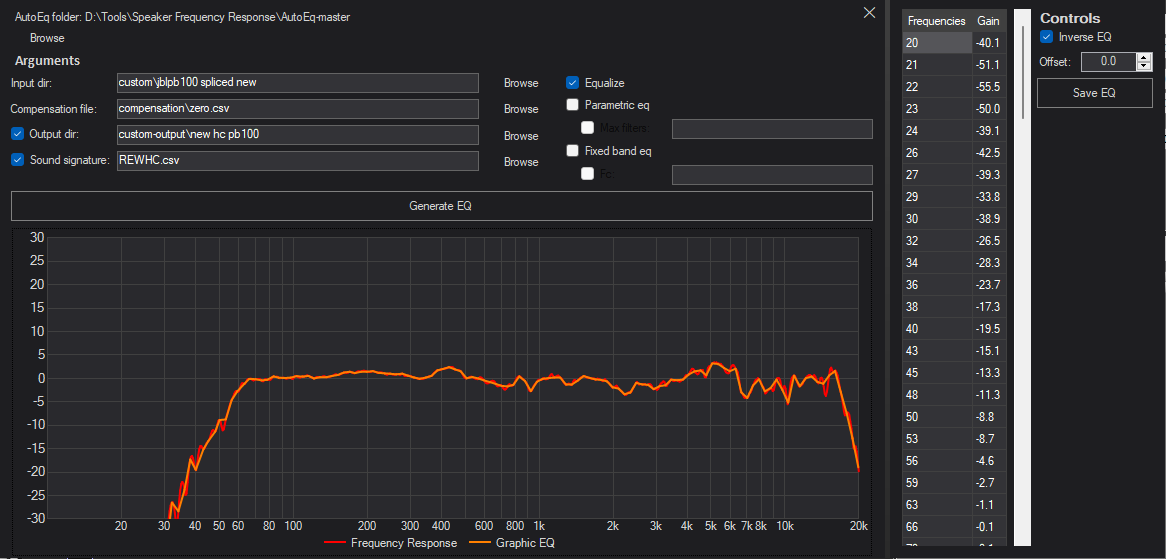 AutoEq folder: D:\Tools\Speaker Frequency Response\AutoEq-master
Browse
Arguments
Input dir: custom\jblpb100 spliced new Browse Equalize
Compensation file: compensation\zero.csv Browse Parametric eq
Output dir: custom-output\new hc pb100 Browse Max filters:
Sound signature: REWHC.csv Browse Fixed band eq
Fc:
Generate EQ
30
25
20
15
10
5
0
-5
-10
-15
-20
-25
-30
20 30 40 50 60 80 100 200 300 400 600 800 1k 2k 3k 4k 5k 6k 7k 8k 10k 20k
Frequency Response Graphic EQ
Frequencies Gain
20 -40.1
21 -51.1
22 -55.5
23 -50.0
24 -39.1
26 -42.5
27 -39.3
29 -33.8
30 -38.9
32 -26.5
34 -28.3
36 -23.7
38 -17.3
40 -19.5
43 -15.1
45 -13.3
48 -11.3
50 -8.8
53 -8.7
56 -4.6
59 -2.7
63 -1.1
66 -0.1
Controls
Inverse EQ
Offset: 0.0
Save EQ